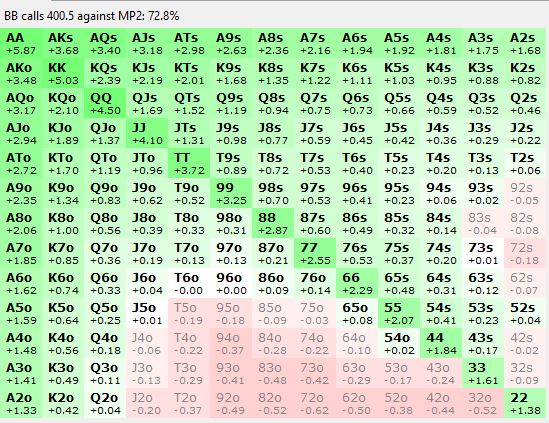 BB calls 400.5 against MP2: 72.8%
AA AKs AQs AJs ATs A9s A8s A7s A6s A5s A4s A3s A2s
+5.87 +3.68 +3.40 +3.18 +2.98 +2.63 +2.36 +2.16 +1.94 +1.92 +1.81 +1.75 +1.68
AKo KK KQs KJs KTs K9s K8s K7s K6s K5s K4s K3s K2s
+3.48 +5.03 +2.39 +2.19 +2.01 +1.68 +1.35 +1.22 +1.11 +1.03 +0.95 +0.88 +0.82
AQo KQo QQ QJs QTs Q9s Q8s Q7s Q6s Q5s Q4s Q3s Q2s
+3.17 +2.10 +4.50 +1.69 +1.52 +1.19 +0.94 +0.75 +0.73 +0.66 +0.59 +0.52 +0.46
AJo KJo QJo JJ JTs J9s J8s J7s J6s J5s J4s J3s J2s
+2.94 +1.89 +1.37 +4.10 +1.31 +0.98 +0.77 +0.59 +0.45 +0.42 +0.36 +0.29 +0.22
ATo KTo QTo JTo TT T9s T8s T7s T6s T5s T4s T3s T2s
+2.72 +1.70 +1.19 +0.96 +3.72 +0.89 +0.72 +0.53 +0.40 +0.23 +0.20 +0.13 +0.06
A9o K9o Q9o J9o T9o 99 98s 97s 96s 95s 94s 93s 92s
+2.35 +1.34 +0.83 +0.62 +0.52 +3.25 +0.70 +0.53 +0.41 +0.23 +0.06 +0.02 -0.05
A8o K8o Q8o J8o T8o 98o 88 87s 86s 85s 84s 83s 82s
+2.06 +1.00 +0.56 +0.39 +0.33 +0.31 +2.87 +0.60 +0.49 +0.32 +0.14 -0.04 -0.08
A7o K7o Q7o J7o T7o 97o 87o 77 76s 75s 74s 73s 72s
+1.85 +0.85 +0.36 +0.19 +0.13 +0.13 +0.21 +2.55 +0.53 +0.37 +0.20 +0.01 -0.18
A6o K6o Q6o J6o T6o 96o 86o 76o 66 65s 64s 63s 62s
+1.62 +0.74 +0.33 +0.04 -0.00 +0.00 +0.06 +0.14 +2.29 +0.48 +0.31 +0.12 -0.07
A5o K5o Q5o J5o T5o 95o 85o 75o 65o 55 54s 53s 52s
+1.59 +0.64 +0.25 +0.01 -0.19 -0.18 -0.09 -0.03 +0.08 +2.07 +0.41 +0.23 +0.04
A4o K4o Q4o J4o T4o 94o 84o 74o 64o 54o 44 43s 42s
+1.48 +0.56 +0.18 -0.06 -0.22 -0.37 -0.28 -0.22 -0.10 +0.02 +1.84 +0.17 -0.02
A3o K3o Q3o J3o T3o 93o 83o 73o 63o 53o 43o 33 32s
+1.41 +0.49 +0.11 -0.13 -0.29 -0.41 -0.48 -0.42 -0.30 -0.17 -0.24 +1.61 -0.09
A2o K2o Q2o J2o T2o 92o 82o 72o 62o 52o 42o 32o 22
+1.33 +0.42 +0.04 -0.20 -0.37 -0.49 -0.52 -0.62 -0.50 -0.38 -0.44 -0.52 +1.38